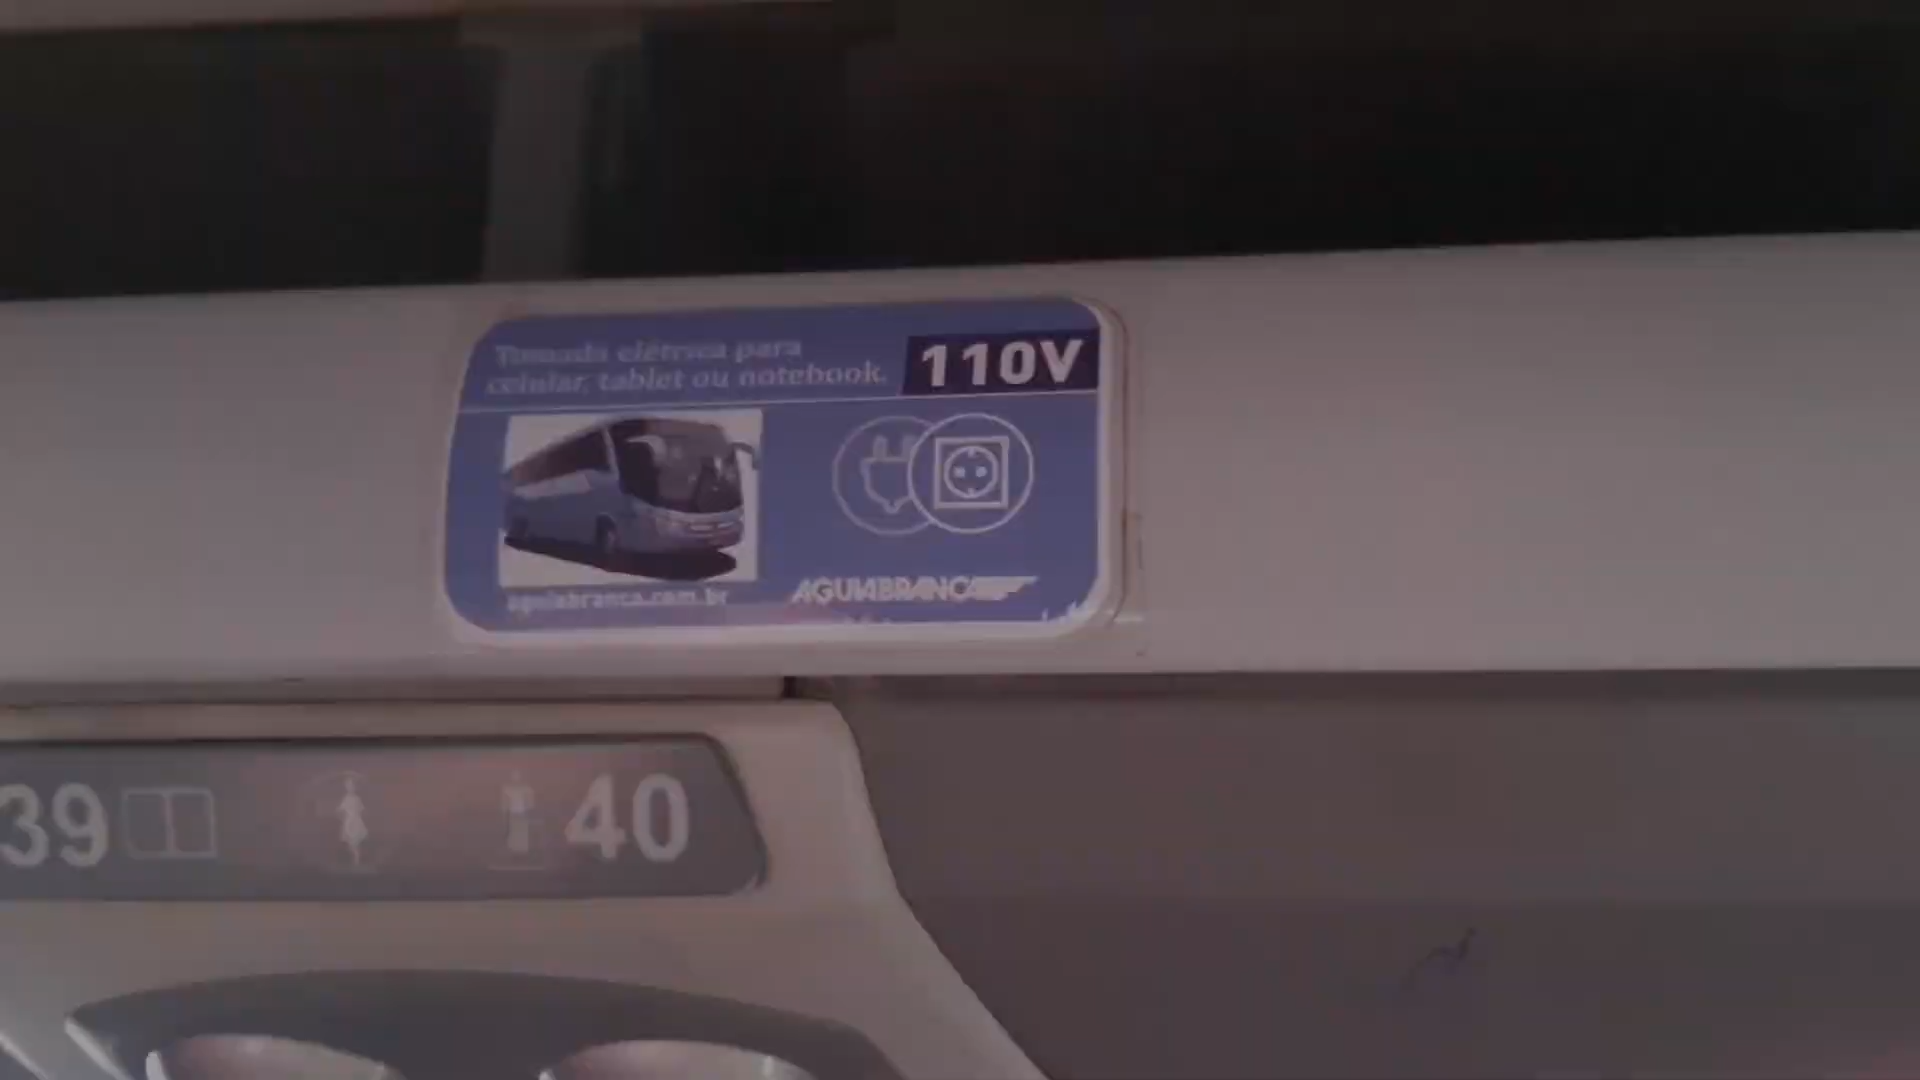 Tomada elétrica para
celular, tablet ou notebook.
110V
aguiabranca.com.br
AGUIABRANCA
39
40